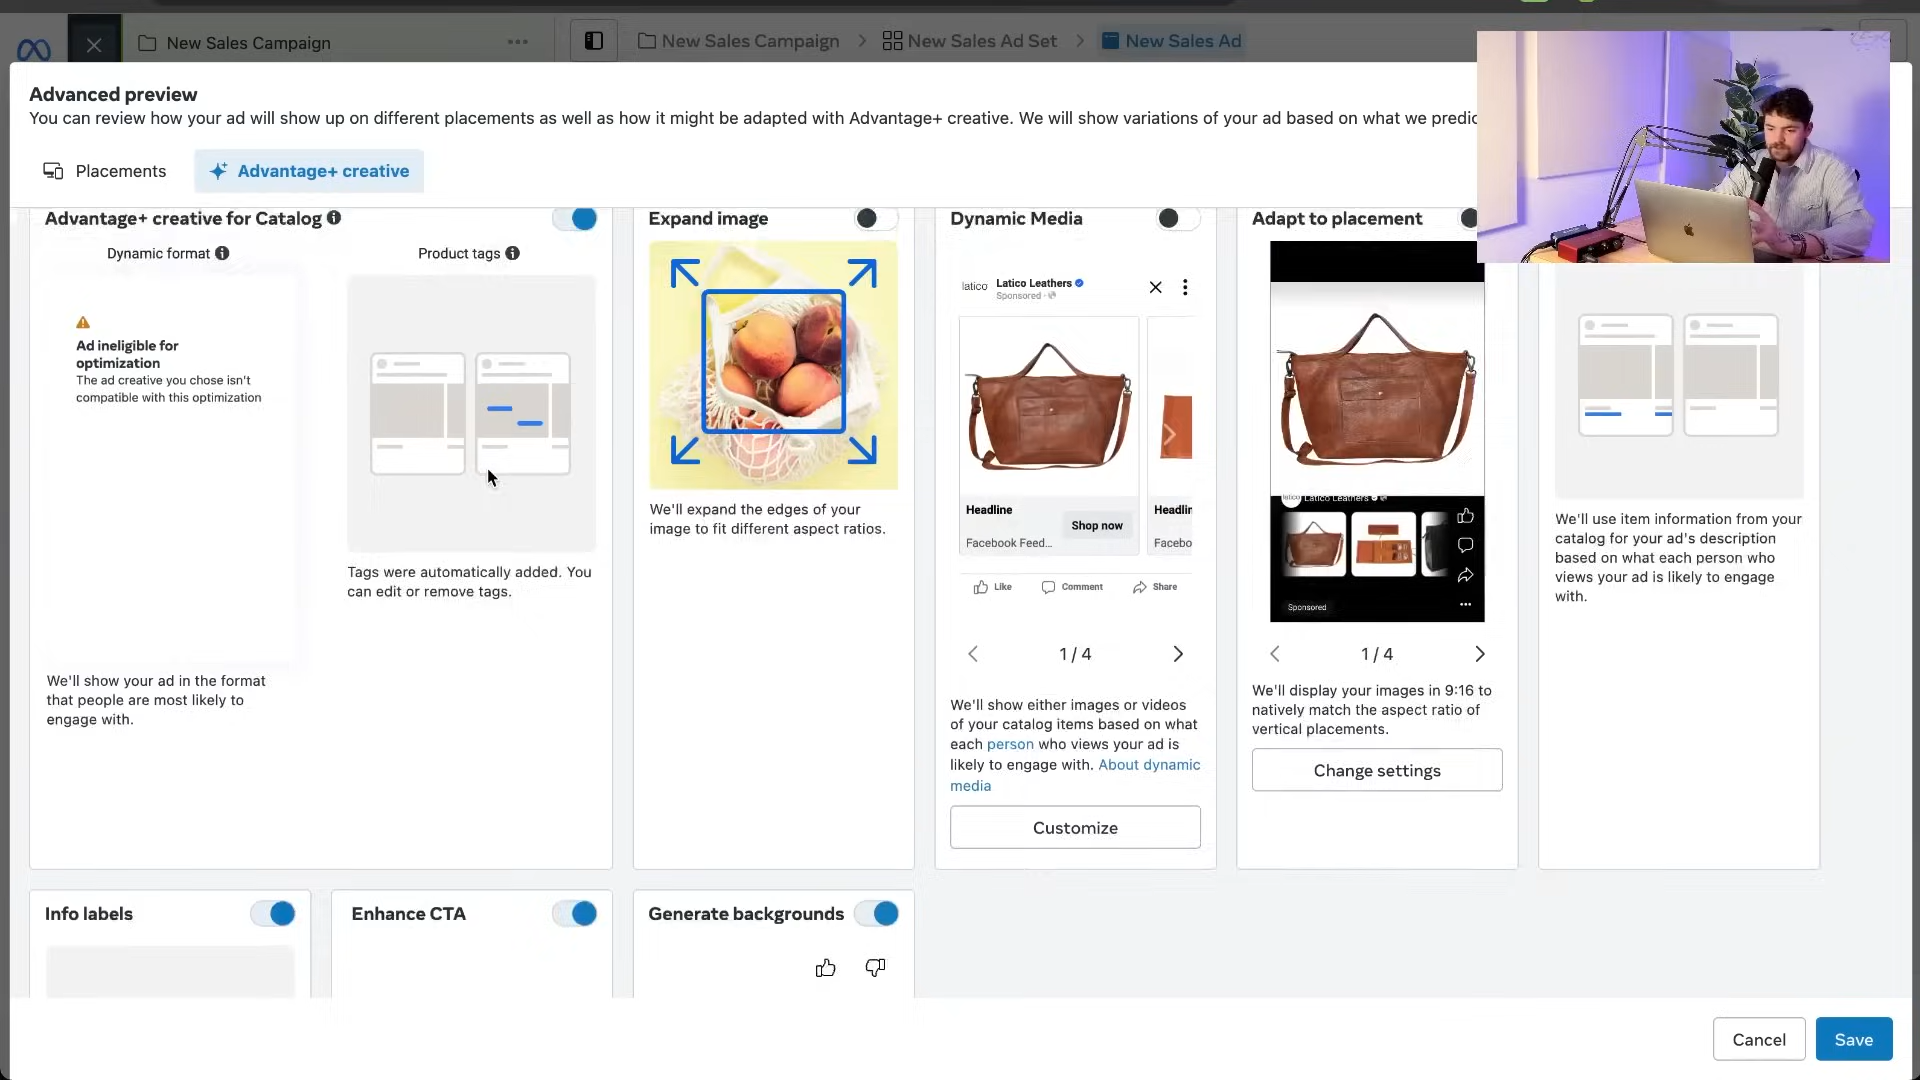 New Sales Campaign
New Sales Campaign
New Sales Ad Set
New Sales Ad
Advanced preview
You can review how your ad will show up on different placements as well as how it might be adapted with Advantage+ creative. We will show variations of your ad based on what we
Placements
Advantage+ creative
Advantage+ creative for Catalog
Dynamic format
Product tags
Ad ineligible for
optimization
The ad creative you chose isn't
compatible with this optimization
Tags were automatically added. You
can edit or remove tags.
We'll show your ad in the format
that people are most likely to
engage with.
Expand image
We'll expand the edges of your
image to fit different aspect ratios.
Dynamic Media
latico
Latico Leathers
Sponsored
Headline
Shop now
Facebook Feed...
Headlin
Facebo
Like
Comment
Share
1 / 4
We'll show either images or videos
of your catalog items based on what
each person who views your ad is
likely to engage with. About dynamic
media
Customize
Adapt to placement
latico
Latico Leathers
Sponsored
1 / 4
We'll display your images in 9:16 to
natively match the aspect ratio of
vertical placements.
Change settings
We'll use item information from your
catalog for your ad's description
based on what each person who
views your ad is likely to engage
with.
Info labels
Enhance CTA
Generate backgrounds
Cancel
Save